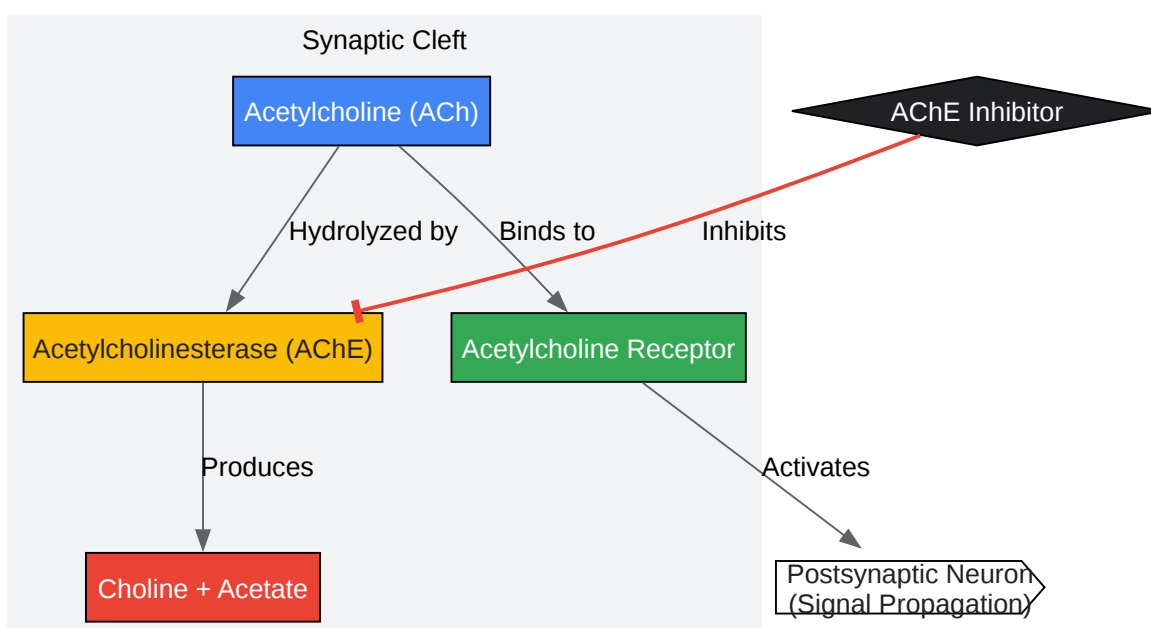 Synaptic Cleft
Acetylcholine (ACh)
AChE Inhibitor
Hydrolyzed by
Binds to
Inhibits
Acetylcholinesterase (AChE)
Acetylcholine Receptor
Produces
Activates
Choline + Acetate
Postsynaptic Neuron
(Signal Propagation)